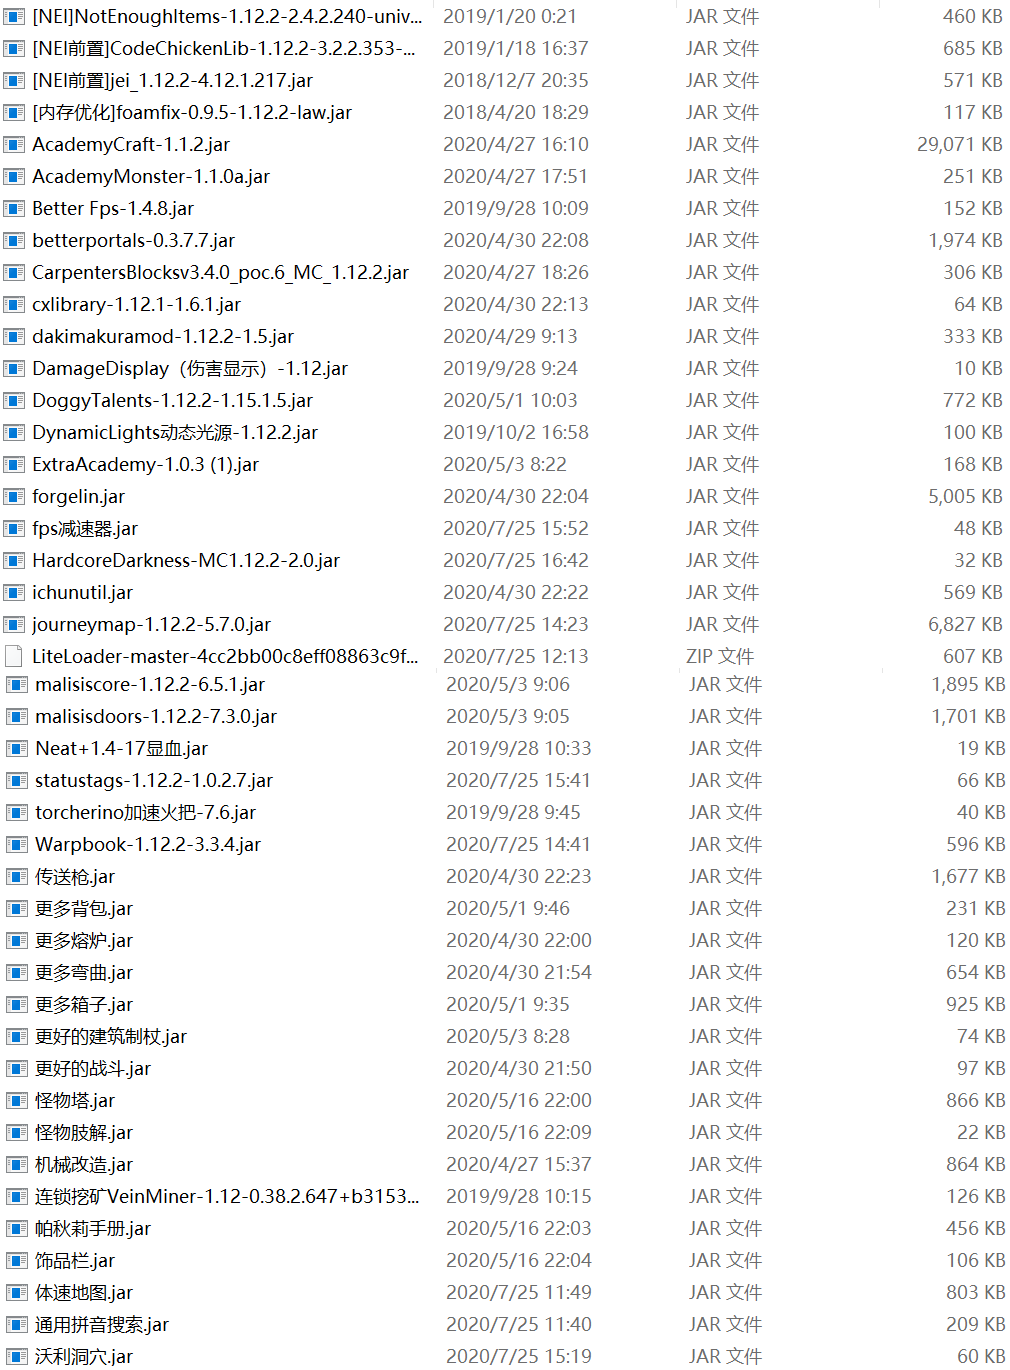 [NEI]NotEnoughItems-1.12.2-2.4.2.240-univ... 2019/1/20 0:21 JAR 文件 460 KB
[NEI前置]CodeChickenLib-1.12.2-3.2.2.353-... 2019/1/18 16:37 JAR 文件 685 KB
[NEI前置]jei_1.12.2-4.12.1.217.jar 2018/12/7 20:35 JAR 文件 571 KB
[内存优化]foamfix-0.9.5-1.12.2-law.jar 2018/4/20 18:29 JAR 文件 117 KB
AcademyCraft-1.1.2.jar 2020/4/27 16:10 JAR 文件 29,071 KB
AcademyMonster-1.1.0a.jar 2020/4/27 17:51 JAR 文件 251 KB
Better Fps-1.4.8.jar 2019/9/28 10:09 JAR 文件 152 KB
betterportals-0.3.7.7.jar 2020/4/30 22:08 JAR 文件 1,974 KB
CarpentersBlocksv3.4.0_poc.6_MC_1.12.2.jar 2020/4/27 18:26 JAR 文件 306 KB
cxlibrary-1.12.1-1.6.1.jar 2020/4/30 22:13 JAR 文件 64 KB
dakimakuramod-1.12.2-1.5.jar 2020/4/29 9:13 JAR 文件 333 KB
DamageDisplay（伤害显示）-1.12.jar 2019/9/28 9:24 JAR 文件 10 KB
DoggyTalents-1.12.2-1.15.1.5.jar 2020/5/1 10:03 JAR 文件 772 KB
DynamicLights动态光源-1.12.2.jar 2019/10/2 16:58 JAR 文件 100 KB
ExtraAcademy-1.0.3 (1).jar 2020/5/3 8:22 JAR 文件 168 KB
forgelin.jar 2020/4/30 22:04 JAR 文件 5,005 KB
fps减速器.jar 2020/7/25 15:52 JAR 文件 48 KB
HardcoreDarkness-MC1.12.2-2.0.jar 2020/7/25 16:42 JAR 文件 32 KB
ichunutil.jar 2020/4/30 22:22 JAR 文件 569 KB
journeymap-1.12.2-5.7.0.jar 2020/7/25 14:23 JAR 文件 6,827 KB
LiteLoader-master-4cc2bb00c8eff08863c9f... 2020/7/25 12:13 ZIP 文件 607 KB
malisiscore-1.12.2-6.5.1.jar 2020/5/3 9:06 JAR 文件 1,895 KB
malisisdoors-1.12.2-7.3.0.jar 2020/5/3 9:05 JAR 文件 1,701 KB
Neat+1.4-17显血.jar 2019/9/28 10:33 JAR 文件 19 KB
statustags-1.12.2-1.0.2.7.jar 2020/7/25 15:41 JAR 文件 66 KB
torcherino加速火把-7.6.jar 2019/9/28 9:45 JAR 文件 40 KB
Warpbook-1.12.2-3.3.4.jar 2020/7/25 14:41 JAR 文件 596 KB
传送枪.jar 2020/4/30 22:23 JAR 文件 1,677 KB
更多背包.jar 2020/5/1 9:46 JAR 文件 231 KB
更多熔炉.jar 2020/4/30 22:00 JAR 文件 120 KB
更多弯曲.jar 2020/4/30 21:54 JAR 文件 654 KB
更多箱子.jar 2020/5/1 9:35 JAR 文件 925 KB
更好的建筑制杖.jar 2020/5/3 8:28 JAR 文件 74 KB
更好的战斗.jar 2020/4/30 21:50 JAR 文件 97 KB
怪物塔.jar 2020/5/16 22:00 JAR 文件 866 KB
怪物肢解.jar 2020/5/16 22:09 JAR 文件 22 KB
机械改造.jar 2020/4/27 15:37 JAR 文件 864 KB
连锁挖矿VeinMiner-1.12-0.38.2.647+b3153... 2019/9/28 10:15 JAR 文件 126 KB
帕秋莉手册.jar 2020/5/16 22:03 JAR 文件 456 KB
饰品栏.jar 2020/5/16 22:04 JAR 文件 106 KB
体速地图.jar 2020/7/25 11:49 JAR 文件 803 KB
通用拼音搜索.jar 2020/7/25 11:40 JAR 文件 209 KB
沃利洞穴.jar 2020/7/25 15:19 JAR 文件 60 KB